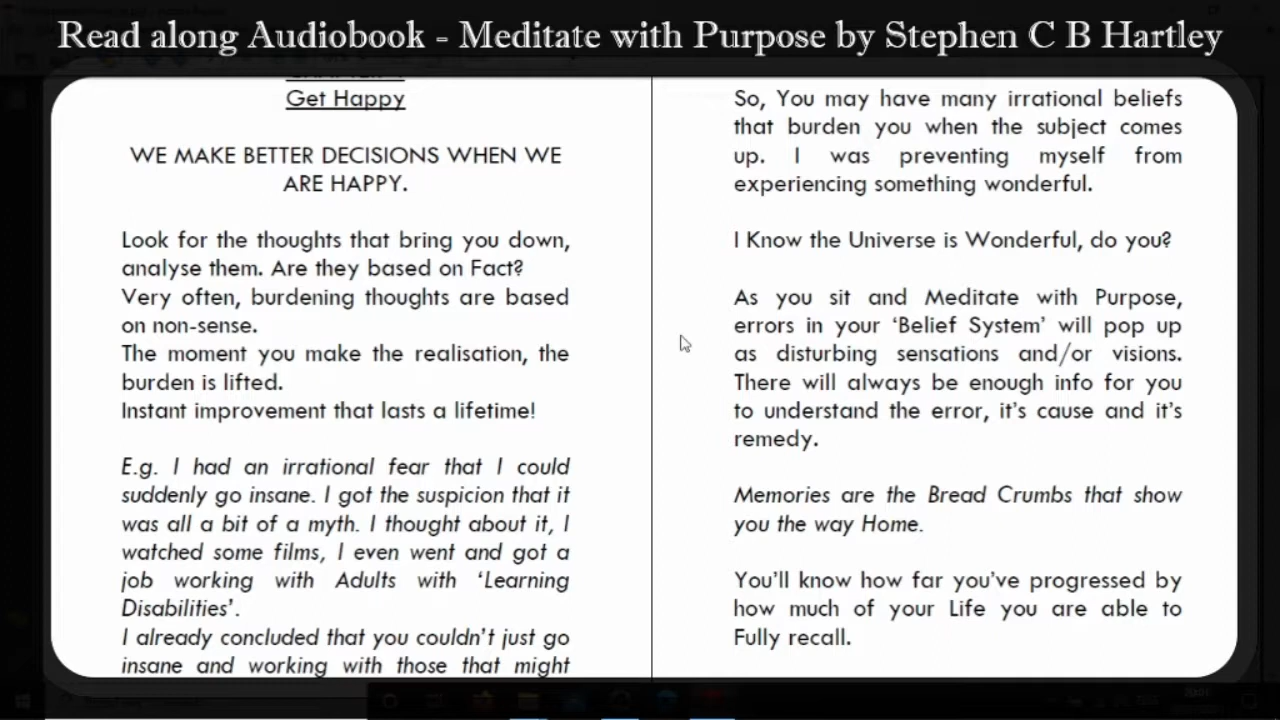 Read along Audiobook - Meditate with Purpose by Stephen C B Hartley
Get Happy
WE MAKE BETTER DECISIONS WHEN WE
ARE HAPPY.
Look for the thoughts that bring you down,
analyse them. Are they based on Fact?
Very often, burdening thoughts are based
on non-sense.
The moment you make the realisation, the
burden is lifted.
Instant improvement that lasts a lifetime!
E.g. I had an irrational fear that I could
suddenly go insane. I got the suspicion that it
was all a bit of a myth. I thought about it, I
watched some films, I even went and got a
job working with Adults with ‘Learning
Disabilities’.
I already concluded that you couldn’t just go
insane and working with those that might
So, You may have many irrational beliefs
that burden you when the subject comes
up. I was preventing myself from
experiencing something wonderful.
I Know the Universe is Wonderful, do you?
As you sit and Meditate with Purpose,
errors in your ‘Belief System’ will pop up
as disturbing sensations and/or visions.
There will always be enough info for you
to understand the error, it’s cause and it’s
remedy.
Memories are the Bread Crumbs that show
you the way Home.
You’ll know how far you’ve progressed by
how much of your Life you are able to
Fully recall.